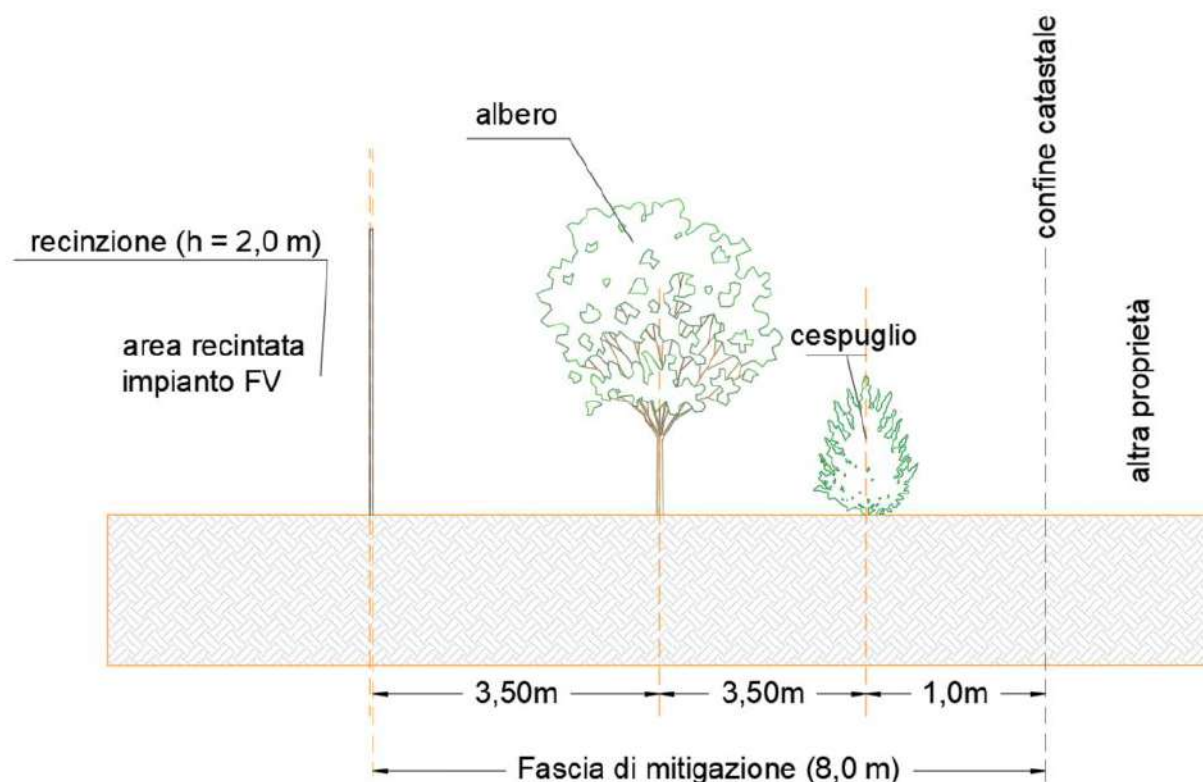 albero
confine catastale
recinzione (h = 2,0 m)
area recintata
impianto FV
cespuglio
altra proprietà
3,50m
3,50m
1,0m
Fascia di mitigazione (8,0 m)